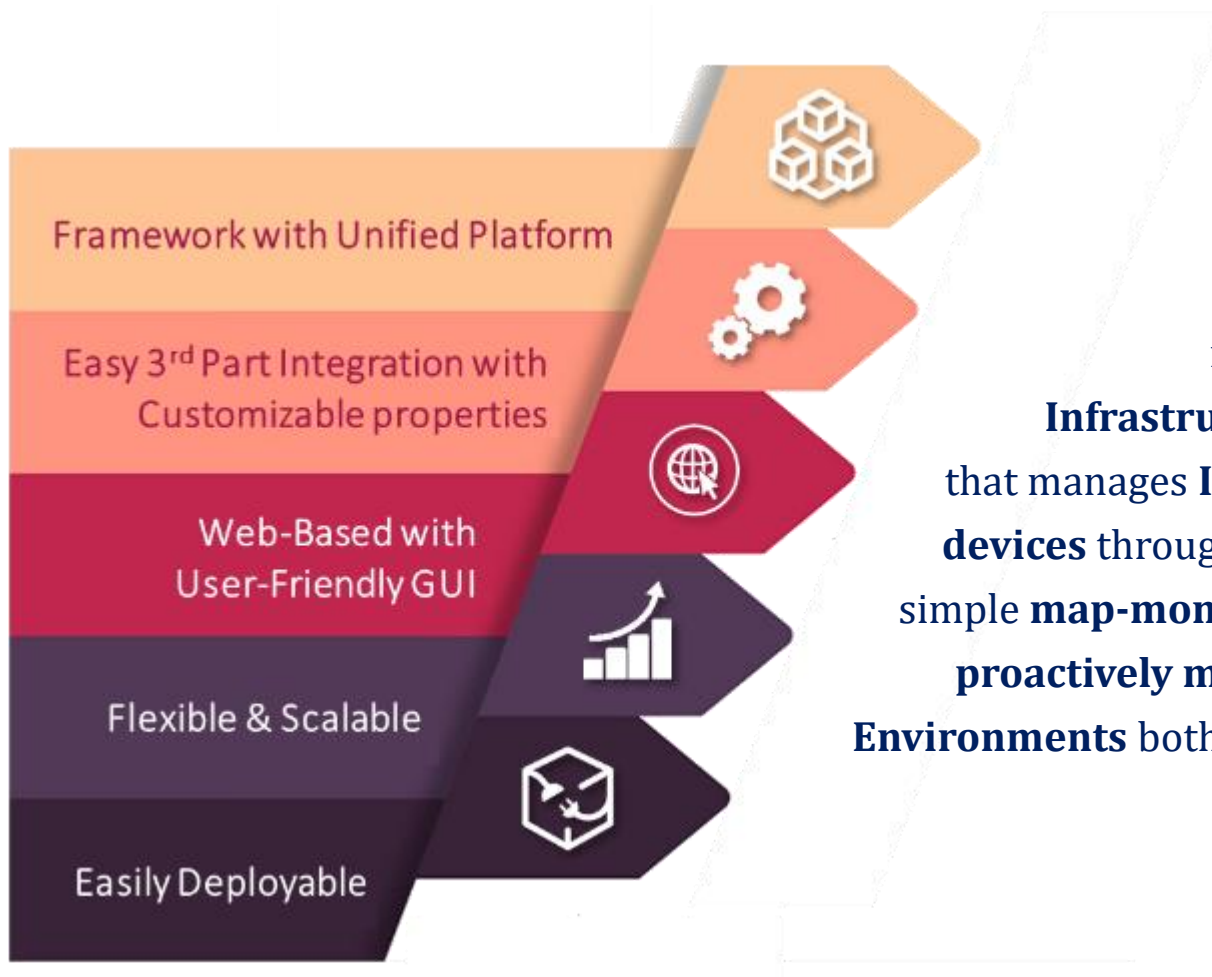 Framework with Unified Platform
Easy 3rd Part Integration with
Customizable properties
Web-Based with
User-Friendly GUI
Flexible & Scalable
Easily Deployable
that manages
devices
simple
proactively
Environments